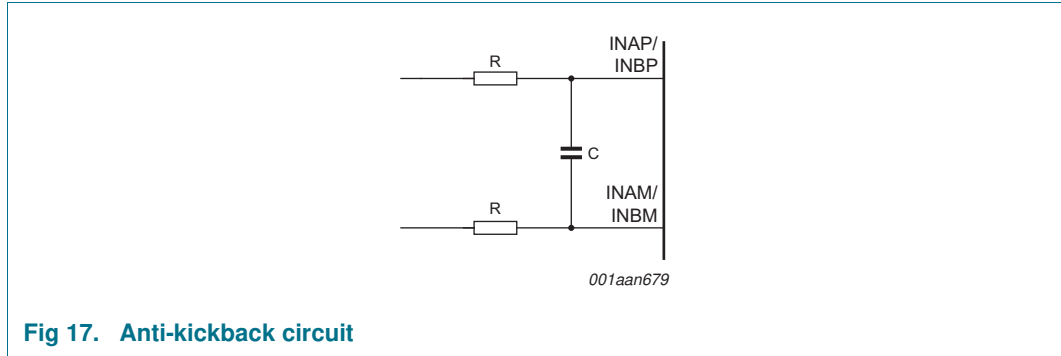 INAP/
INBP
R
C
INAM/
INBM
R
001aan679
Fig 17. Anti-kickback circuit